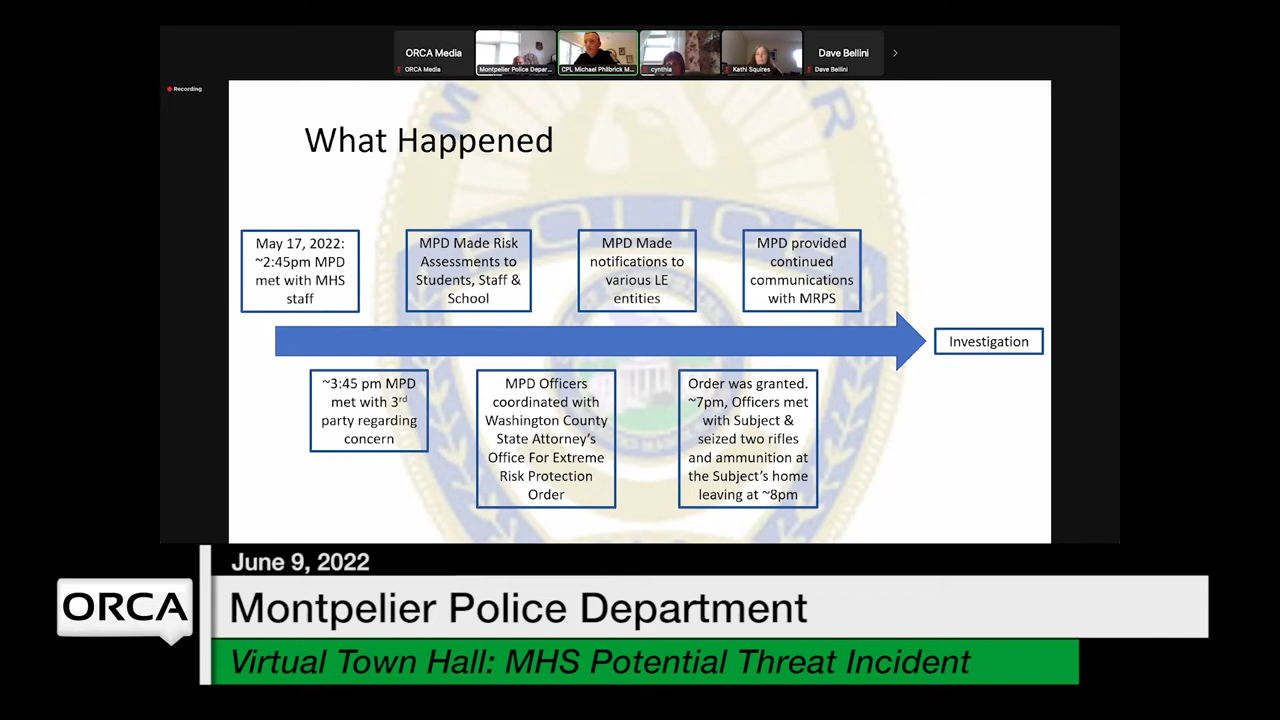 ORCA Media
Dave Bellini
ORCA Media
Montpelier Police Depar...
CPL Michael Philbrick M...
cynthia
Kathi Squires
Dave Bellini
Recording
What Happened
May 17, 2022:
~2:45pm MPD
met with MHS
staff
MPD Made Risk
Assessments to
Students, Staff &
School
MPD Made
notifications to
various LE
entities
MPD provided
continued
communications
with MRPS
Investigation
~3:45 pm MPD
met with 3rd
party regarding
concern
MPD Officers
coordinated with
Washington County
State Attorney's
Office For Extreme
Risk Protection
Order
Order was granted.
~7pm, Officers met
with Subject &
seized two rifles
and ammunition at
the Subject's home
leaving at ~8pm
POLICE
June 9, 2022
ORCA
Montpelier Police Department
Virtual Town Hall: MHS Potential Threat Incident